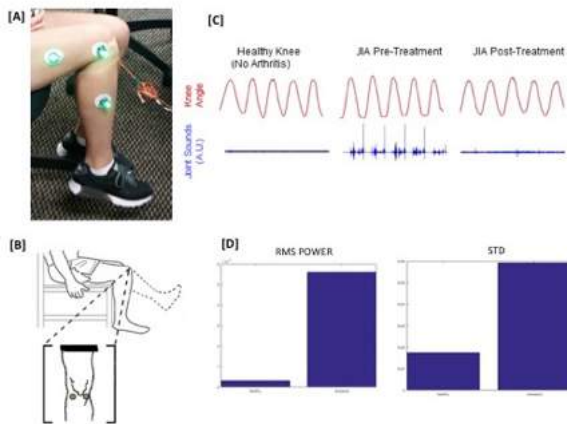 [A]
[C]
Healthy Knee
(No Arthritis)
JIA Pre-Treatment
JIA Post-Treatment
Knee
Angle
Joint Sounds
(A.U.)
[B]
[D]
RMS POWER
STD